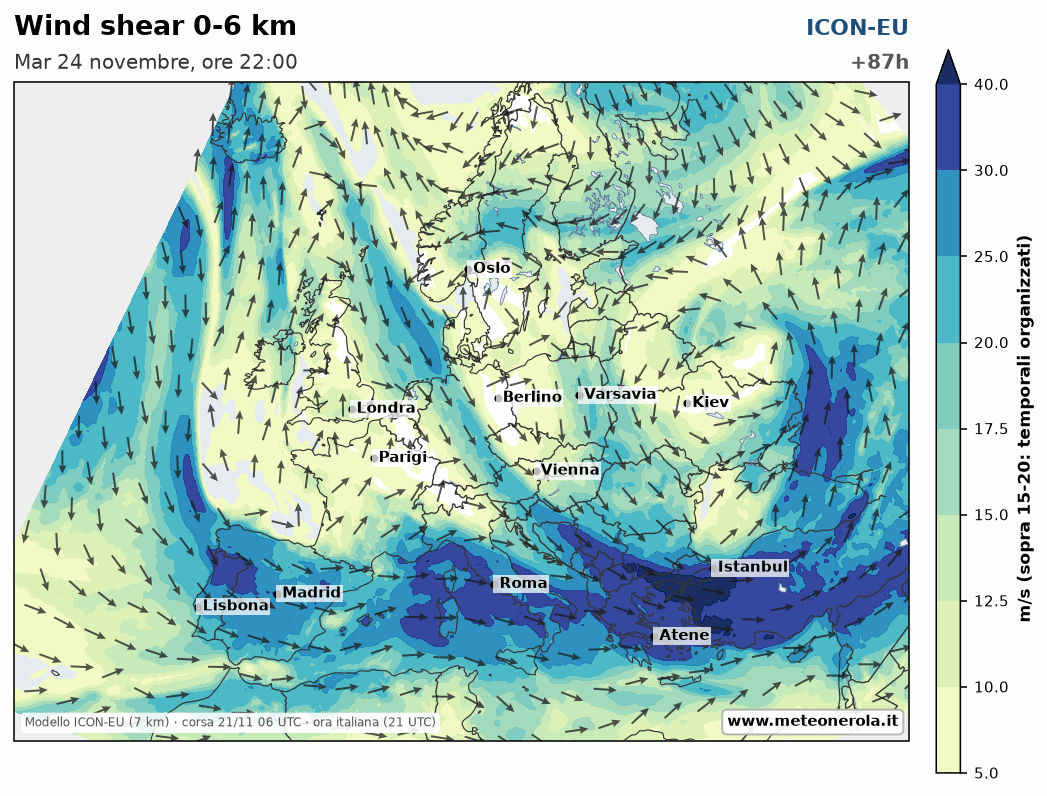 Wind shear 0-6 km
ICON-EU
Mar 24 novembre, ore 22:00
+87h
40.0
30.0
25.0
20.0
17.5
15.0
12.5
10.0
5.0
m/s (sopra 15-20: temporali organizzati)
Oslo
Berlino
Varsavia
Kiev
Londra
Parigi
Vienna
Istanbul
Roma
Madrid
Lisbona
Atene
Modello ICON-EU (7 km) · corsa 21/11 06 UTC · ora italiana (21 UTC)
www.meteonerola.it